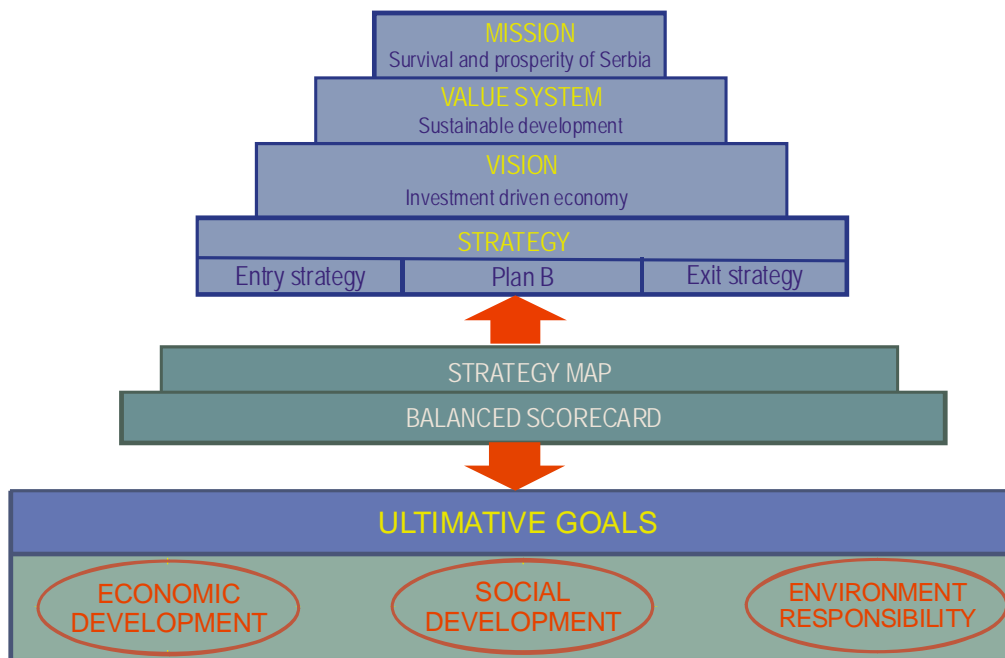 MISSION
Survival and prosperity of Serbia
VALUE SYSTEM
Sustainable development
VISION
Investment driven economy
STRATEGY
Entry strategy
Plan B
Exit strategy
STRATEGY MAP
BALANCED SCORECARD
ULTIMATIVE GOALS
ECONOMIC
DEVELOPMENT
SOCIAL
DEVELOPMENT
ENVIRONMENT
RESPONSIBILITY